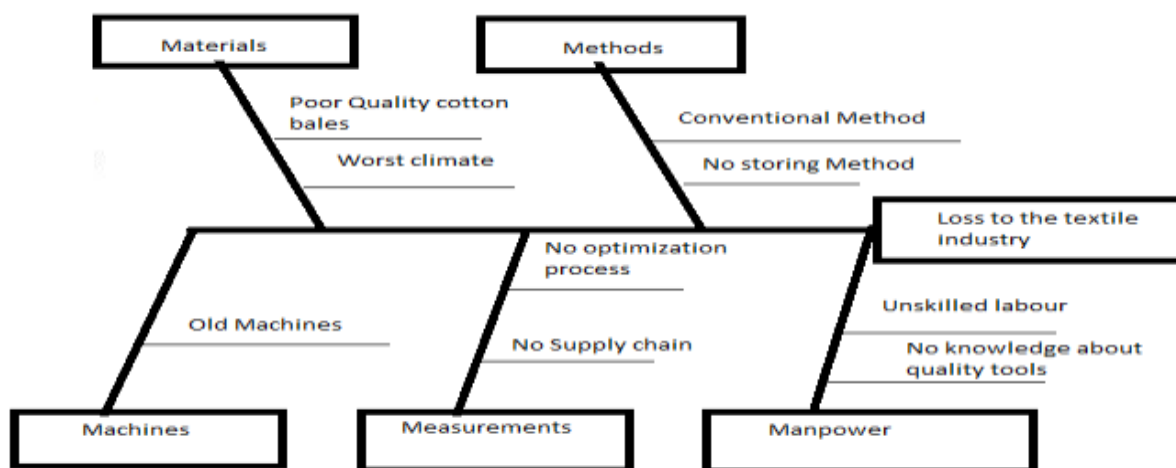 Materials
Methods
Poor Quality cotton
bales
Worst climate
Conventional Method
No storing Method
Loss to the textile
industry
No optimization
process
Old Machines
No Supply chain
Unskilled labour
No knowledge about
quality tools
Machines
Measurements
Manpower